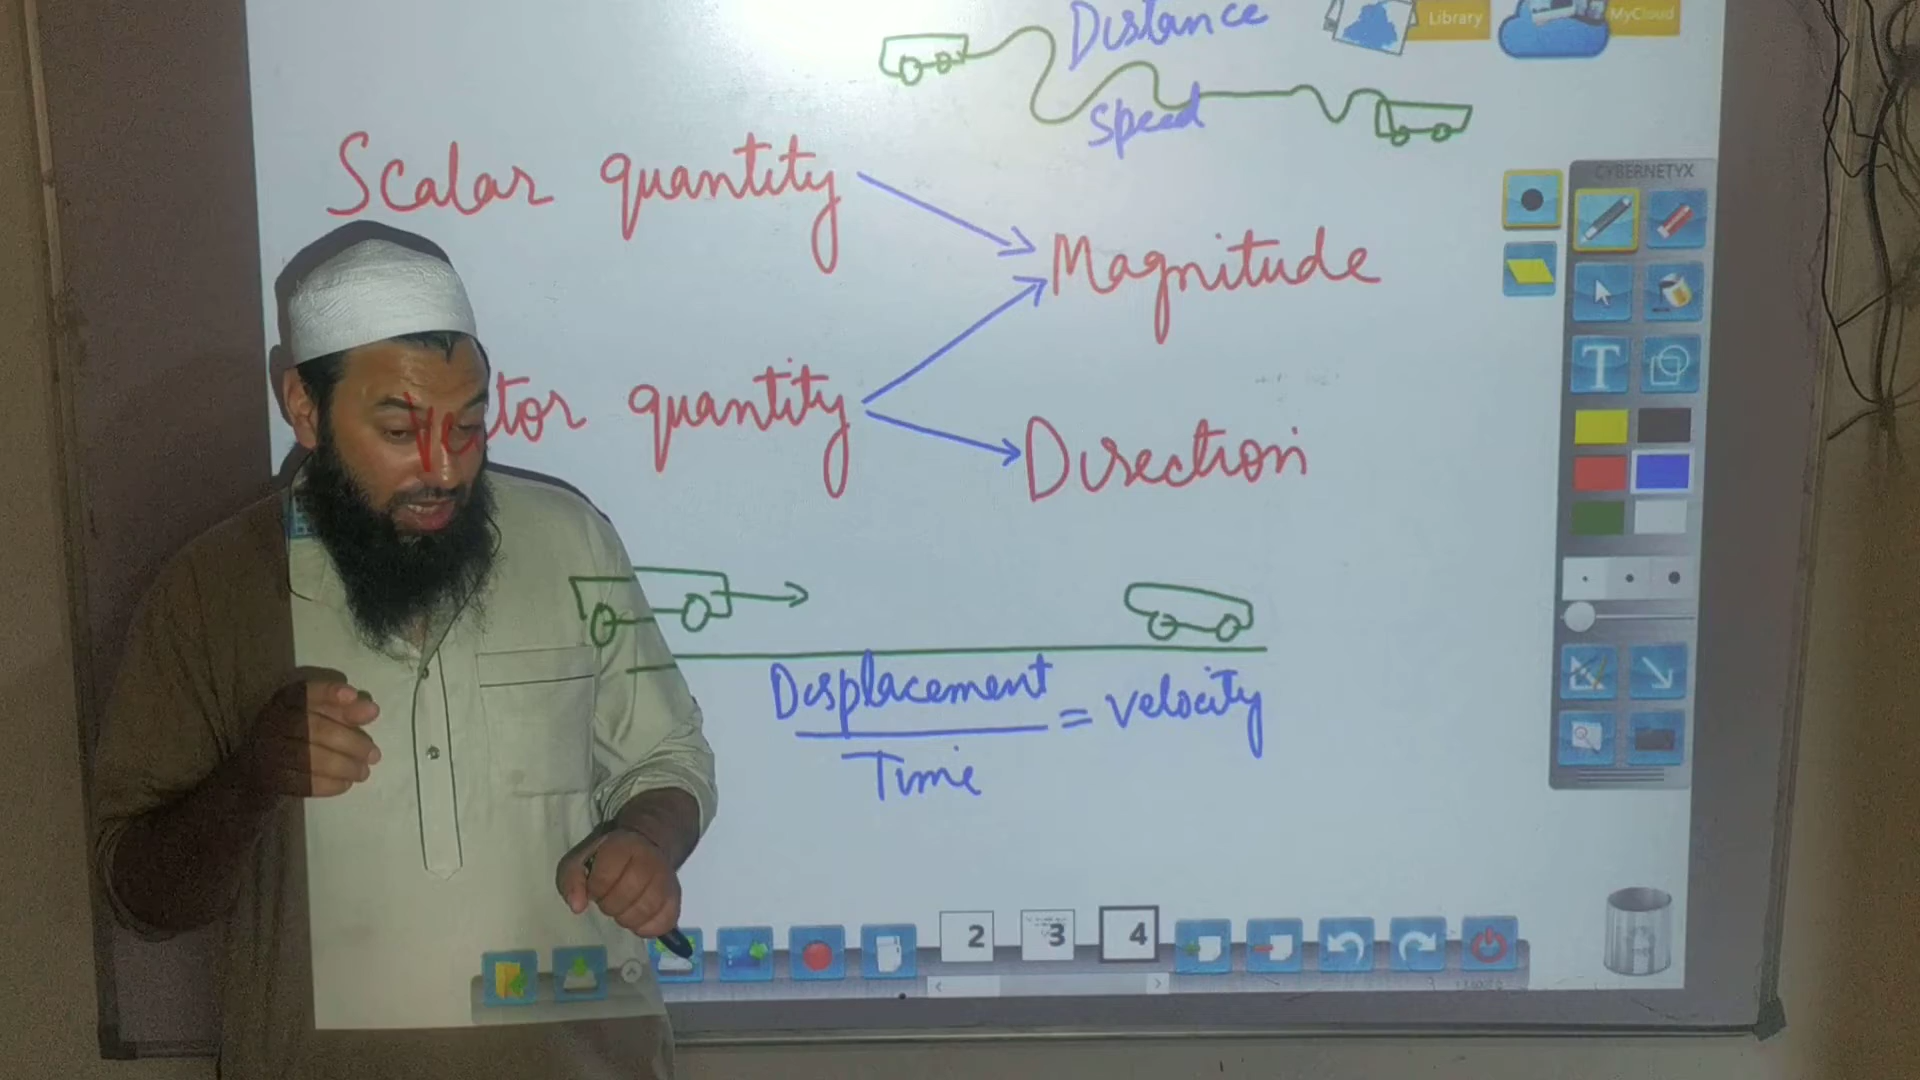 Distance
Library
MyCloud
speed
Scalar quantity
CYBERNETYX
Magnitude
Vector quantity
Direction
T
Displacement
= velocity
Time
2
3
4